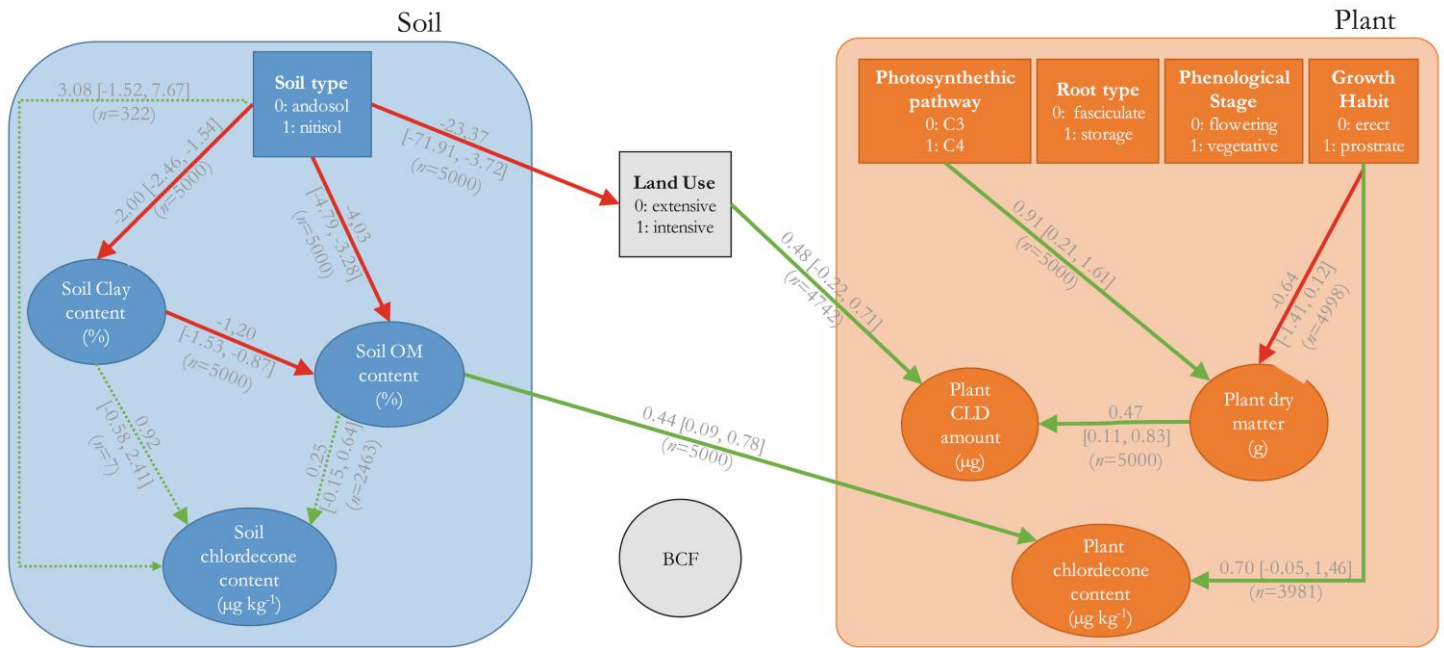 Soil
Plant
3.08 [-1.52, 7.67]
(n=322)
Soil type
0: andosol
1: nitisol
-23,37
[-71.91, -3.72]
(n=5000)
-2.00 [-2.46, -1.54]
(n=5000)
-4,03
[-4.79, -3.28]
(n=5000)
Land Use
0: extensive
1: intensive
Photosynthethic
pathway
0: C3
1: C4
Root type
0: fasciculate
1: storage
Phenological
Stage
0: flowering
1: vegetative
Growth
Habit
0: erect
1: prostrate
0.91 [0.21, 1.61]
(n=5000)
-0.64
[-1.41, 0.12]
(n=4998)
0.48 [-0.22, 0.71]
(n=4742)
Soil Clay
content
(%)
-1,20
[-1.53, -0.87]
(n=5000)
Soil OM
content
(%)
0.92
[-0.58, 2.41]
(n=7)
0.25
[-0.15, 0.64]
(n=2463)
0.44 [0.09, 0.78]
(n=5000)
Plant
CLD
amount
(µg)
0.47
[0.11, 0.83]
(n=5000)
Plant dry
matter
(g)
Soil
chlordecone
content
(µg kg-1)
BCF
Plant
chlordecone
content
(µg kg-1)
0.70 [-0.05, 1,46]
(n=3981)